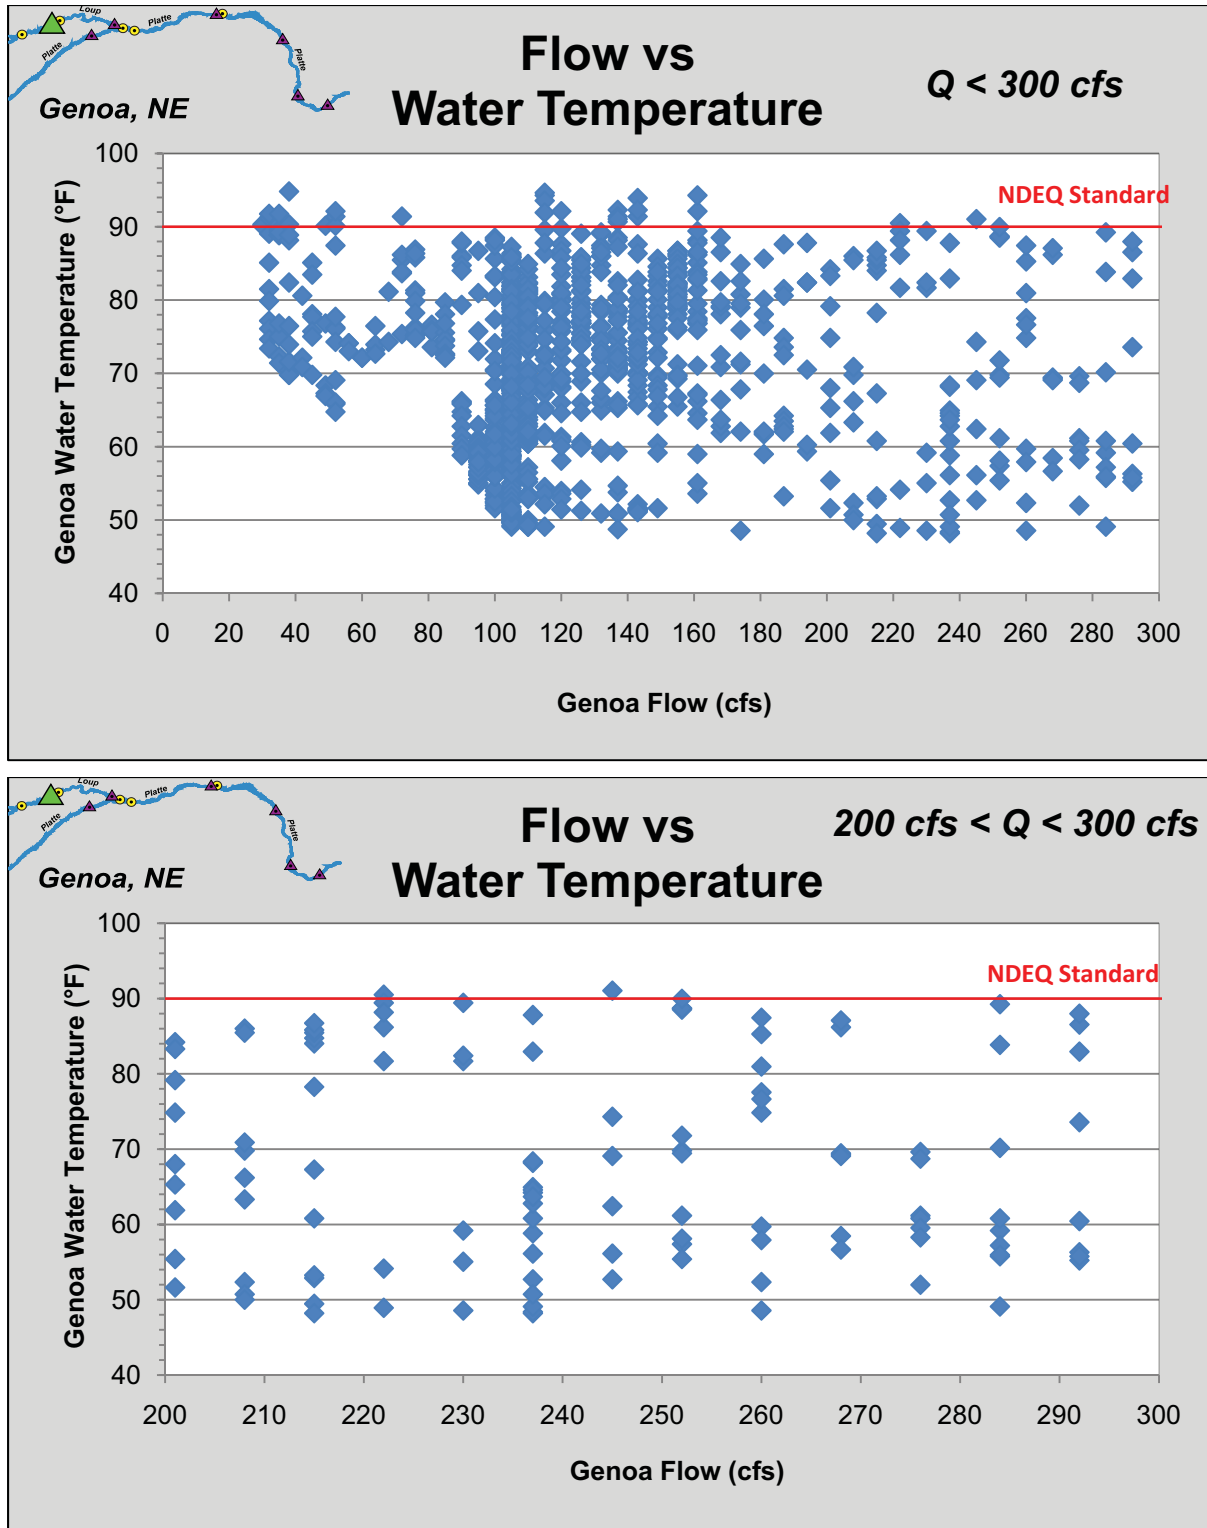 Loup
Platte
Platte
Platte
Genoa, NE
Flow vs
Water Temperature
Q < 300 cfs
NDEQ Standard
Genoa Water Temperature (°F)
100
90
80
70
60
50
40
0 20 40 60 80 100 120 140 160 180 200 220 240 260 280 300
Genoa Flow (cfs)
Loup
Platte
Platte
Platte
Genoa, NE
Flow vs
Water Temperature
200 cfs < Q < 300 cfs
NDEQ Standard
Genoa Water Temperature (°F)
100
90
80
70
60
50
40
200 210 220 230 240 250 260 270 280 290 300
Genoa Flow (cfs)